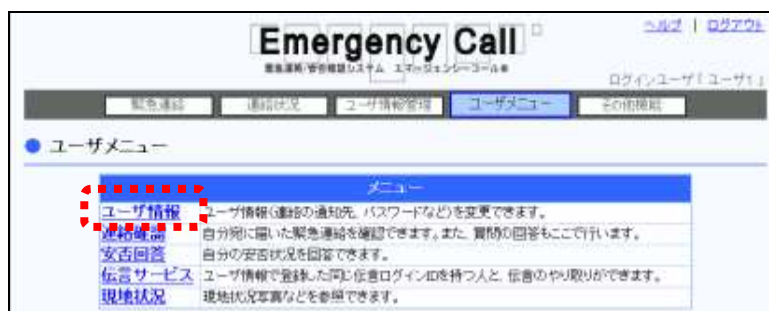 ヘルプ | ログアウト
Emergency Call
緊急連絡/安否確認システム エマージェンシーコール®
ログインユーザ「ユーザ1」
緊急連絡 連絡状況 ユーザ情報管理 ユーザメニュー その他機能
ユーザメニュー
メニュー
ユーザ情報 ユーザ情報(連絡の通知先、パスワードなど)を変更できます。
連絡確認 自分宛に届いた緊急連絡を確認できます。また、質問の回答もここで行います。
安否回答 自分の安否状況を回答できます。
伝言サービス ユーザ情報で登録した同じ伝言ログインIDを持つ人と、伝言のやり取りができます。
現地状況 現地状況写真などを参照できます。